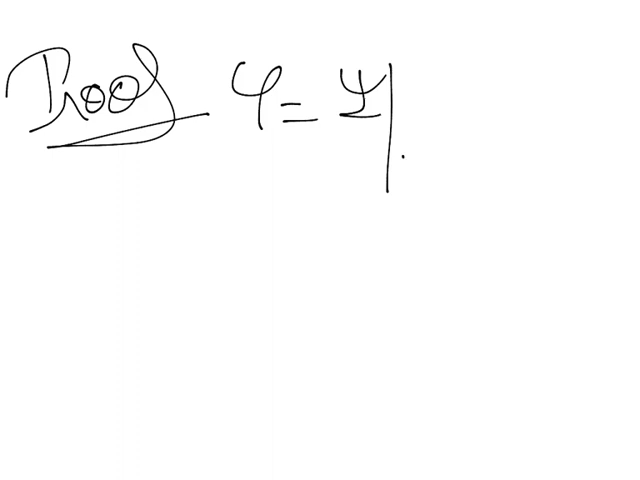 Proof φ = Ψ|.